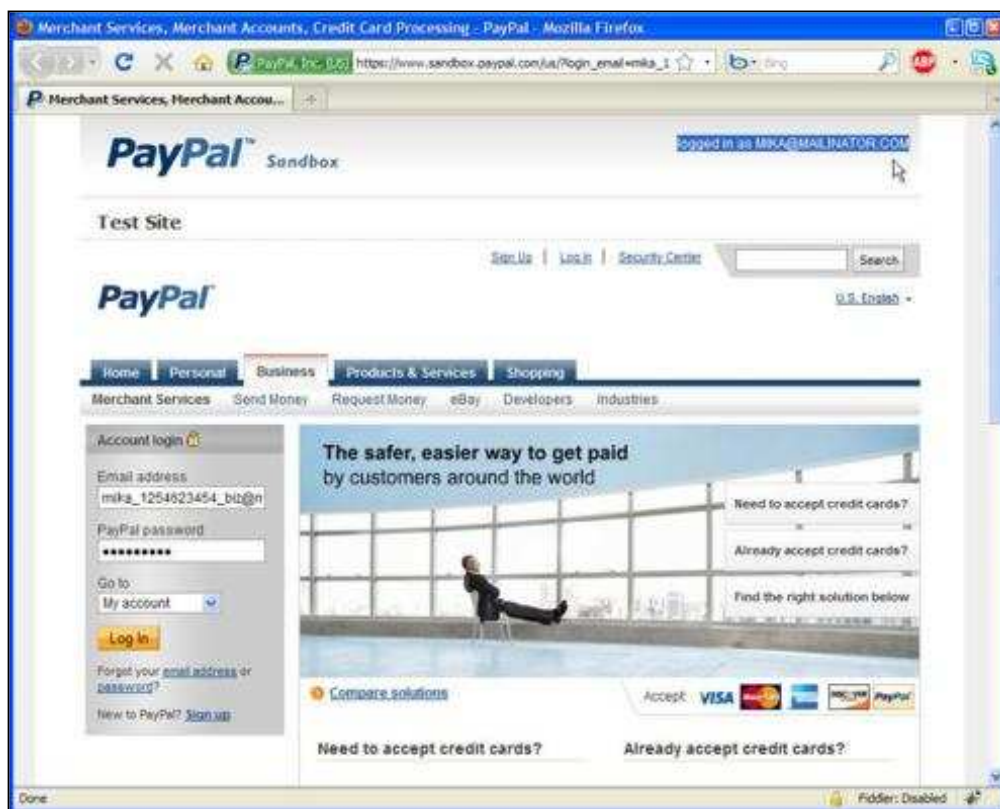 Merchant Services, Merchant Accounts, Credit Card Processing - PayPal - Mozilla Firefox
PayPal, Inc. (US) https://www.sandbox.paypal.com/us/?login_email=mika_1 Bing ABP
Merchant Services, Merchant Accou...
PayPal™ Sandbox logged in as MIKA@MAILINATOR.COM
Test Site
Sign Up | Log In | Security Center Search
PayPal U.S. English
Home Personal Business Products & Services Shopping
Merchant Services Send Money Request Money eBay Developers Industries
Account login
Email address
mika_1254623454_biz@m
PayPal password
•••••••••
Go to
My account
Log In
Forgot your email address or
password?
New to PayPal? Sign up
The safer, easier way to get paid
by customers around the world
Need to accept credit cards?
Already accept credit cards?
Find the right solution below
Compare solutions Accept VISA MasterCard PayPal
Need to accept credit cards? Already accept credit cards?
Done Fiddler: Disabled